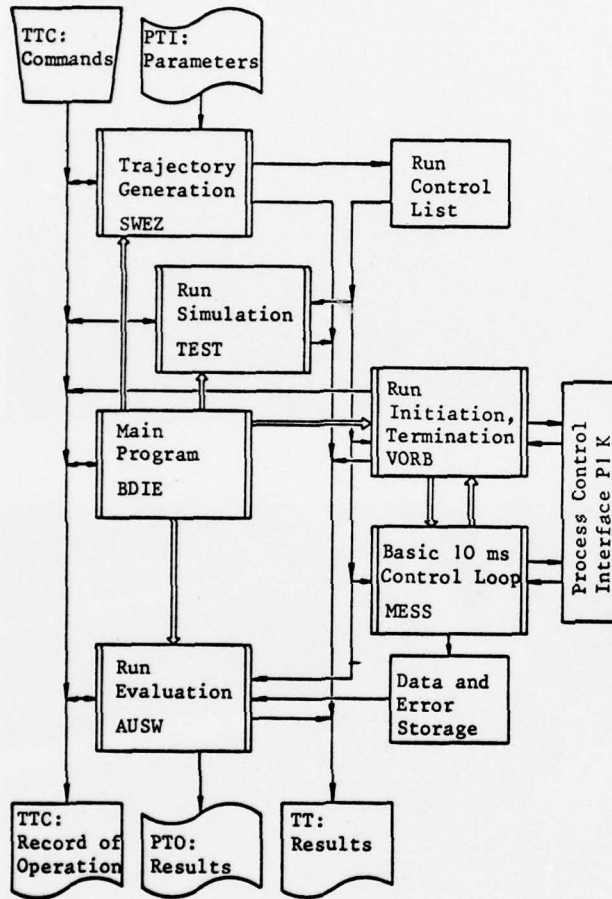 TTC:
Commands
PTI:
Parameters
Trajectory
Generation
SWEZ
Run
Control
List
Run
Simulation
TEST
Main
Program
BDIE
Run
Initiation,
Termination
VORB
Process Control
Interface P1K
Basic 10 ms
Control Loop
MESS
Run
Evaluation
AUSW
Data and
Error
Storage
TTC:
Record of
Operation
PTO:
Results
TT:
Results